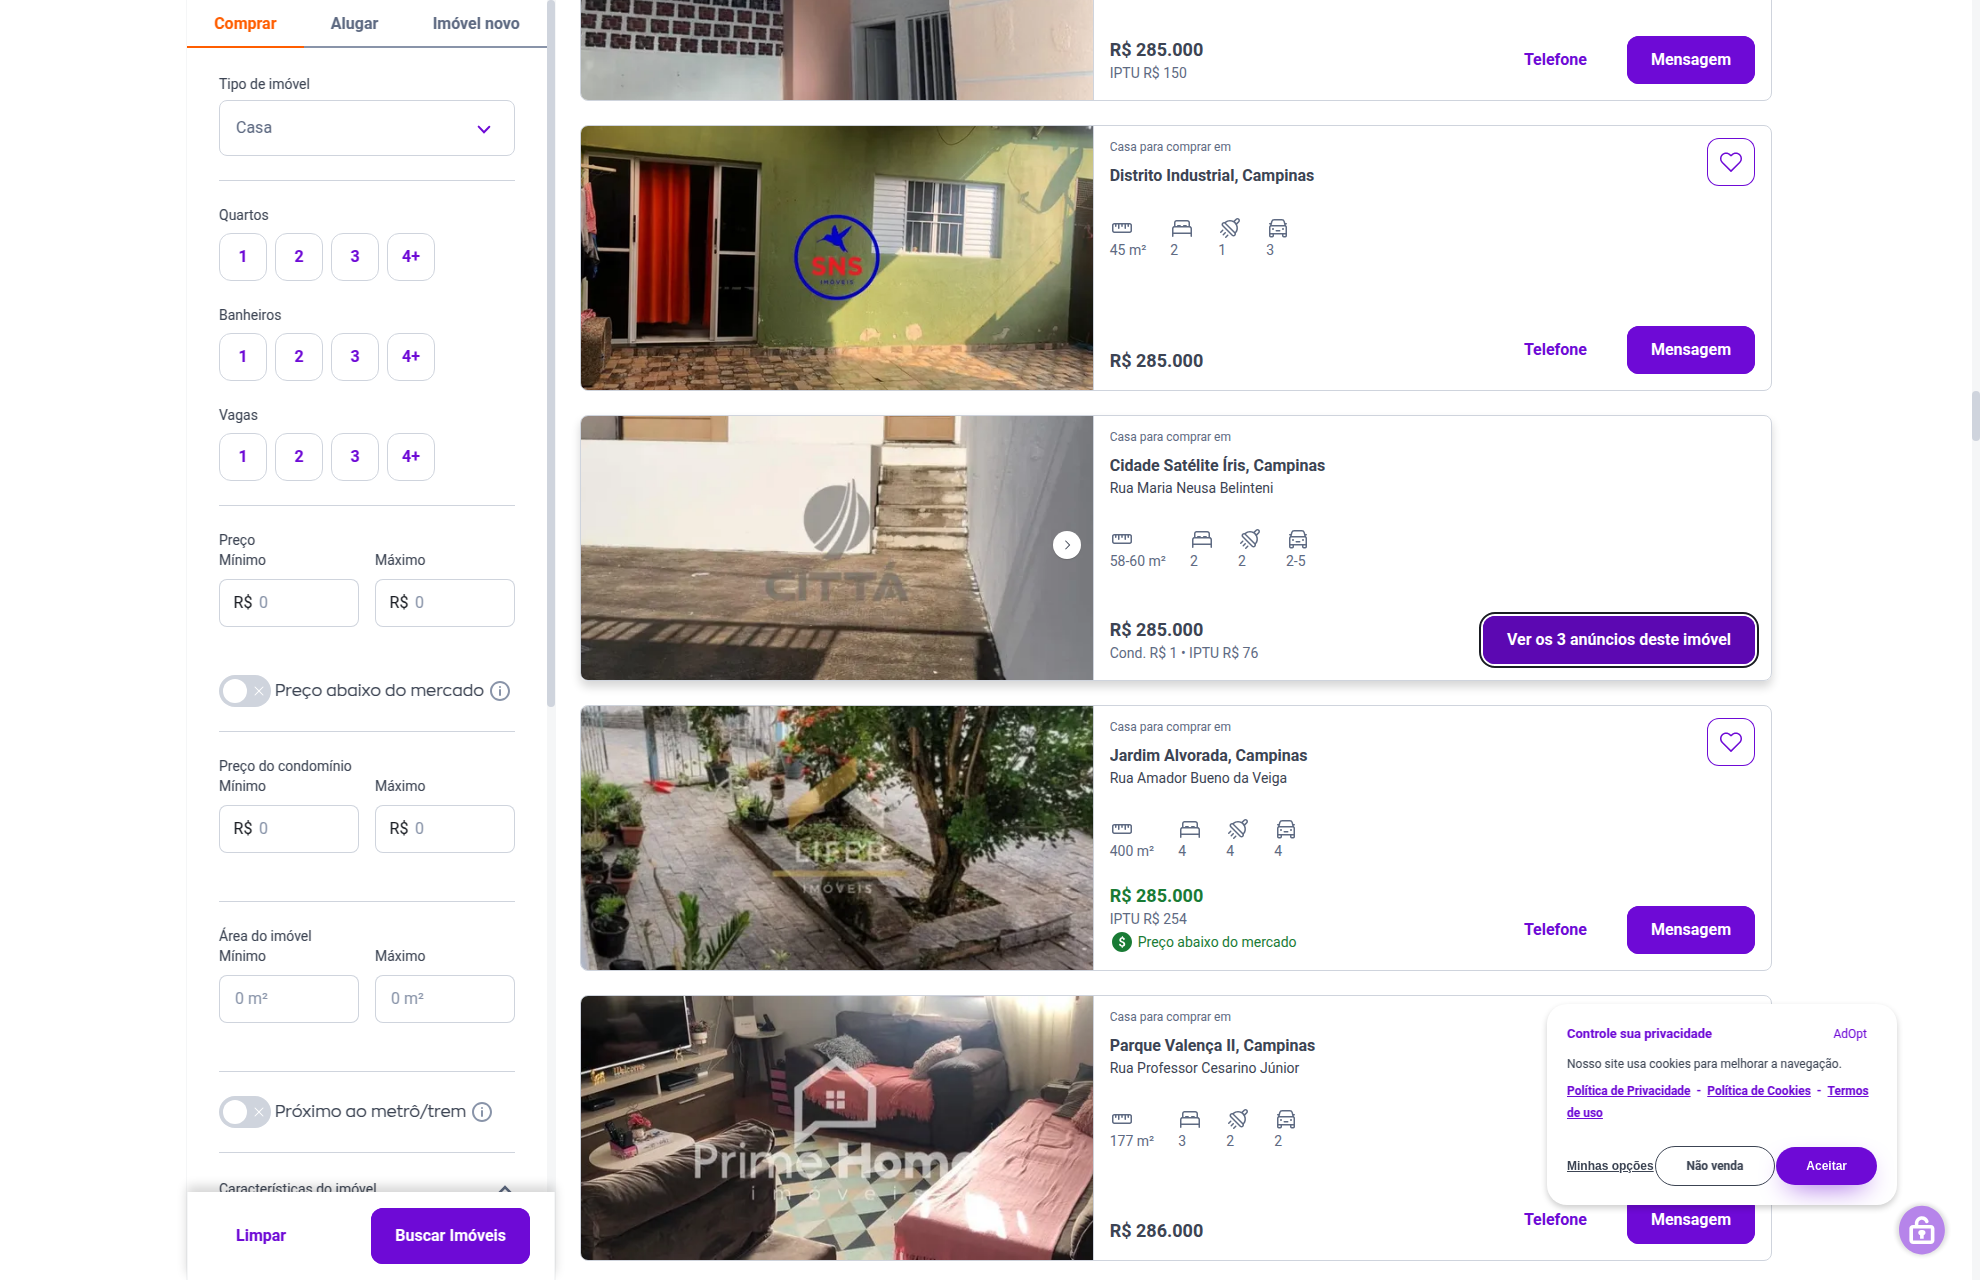 Comprar
Alugar
Imóvel novo
Tipo de imóvel
Casa
Quartos
1
2
3
4+
Banheiros
1
2
3
4+
Vagas
1
2
3
4+
Preço
Mínimo
Máximo
R$ 0
R$ 0
Preço abaixo do mercado
Preço do condomínio
Mínimo
Máximo
R$ 0
R$ 0
Área do imóvel
Mínimo
Máximo
0 m²
0 m²
Próximo ao metrô/trem
Características do imóvel
Limpar
Buscar Imóveis
R$ 285.000
IPTU R$ 150
Telefone
Mensagem
SNS
IMÓVEIS
Casa para comprar em
Distrito Industrial, Campinas
45 m²
2
1
3
R$ 285.000
Telefone
Mensagem
CITTÁ
Casa para comprar em
Cidade Satélite Íris, Campinas
Rua Maria Neusa Belinteni
58-60 m²
2
2
2-5
R$ 285.000
Cond. R$ 1 • IPTU R$ 76
Ver os 3 anúncios deste imóvel
LIFER
IMÓVEIS
Casa para comprar em
Jardim Alvorada, Campinas
Rua Amador Bueno da Veiga
400 m²
4
4
4
R$ 285.000
IPTU R$ 254
$ Preço abaixo do mercado
Telefone
Mensagem
Welcome
Prime Home
imóveis
Casa para comprar em
Parque Valença II, Campinas
Rua Professor Cesarino Júnior
177 m²
3
2
2
R$ 286.000
Telefone
Mensagem
Controle sua privacidade
AdOpt
Nosso site usa cookies para melhorar a navegação.
Política de Privacidade - Política de Cookies - Termos
de uso
Minhas opções
Não venda
Aceitar